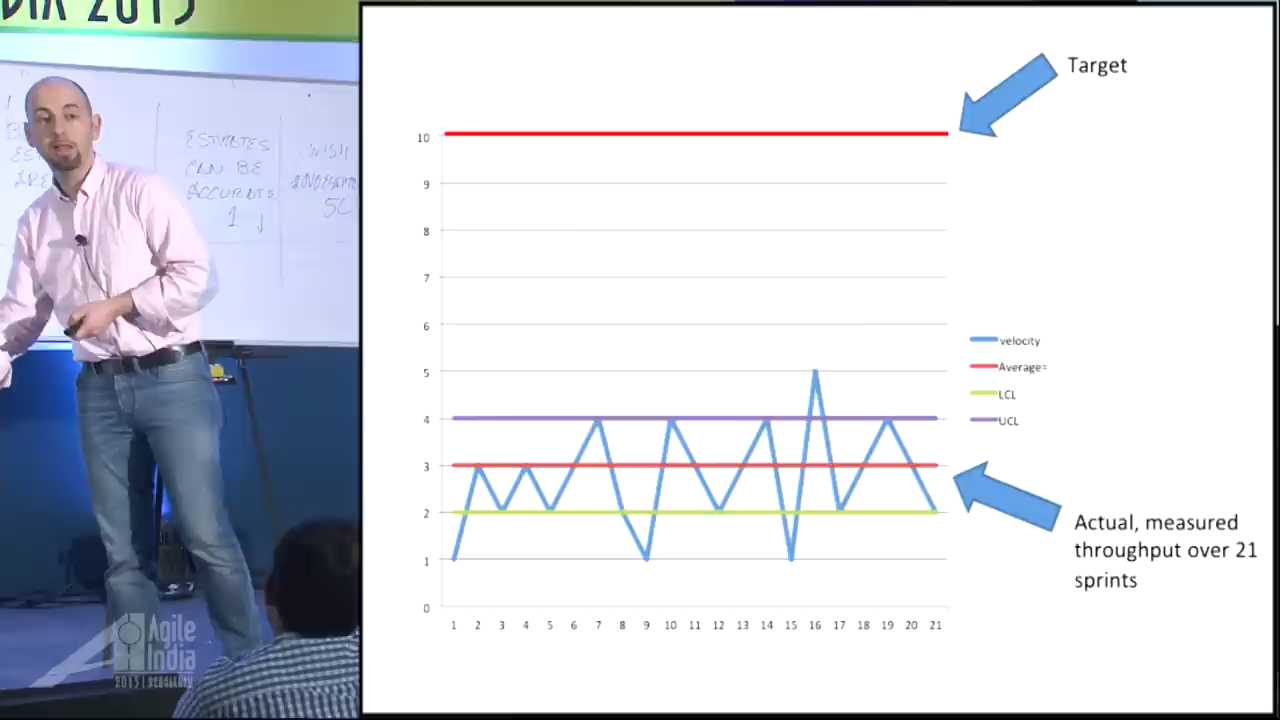 2015
ESTIMATES
CAN BE
ACCURATE
1
WISH
Target
10
9
8
7
6
5
4
3
2
1
0
1 2 3 4 5 6 7 8 9 10 11 12 13 14 15 16 17 18 19 20 21
velocity
Average=
LCL
UCL
Actual, measured
throughput over 21
sprints
Agile
India
2015